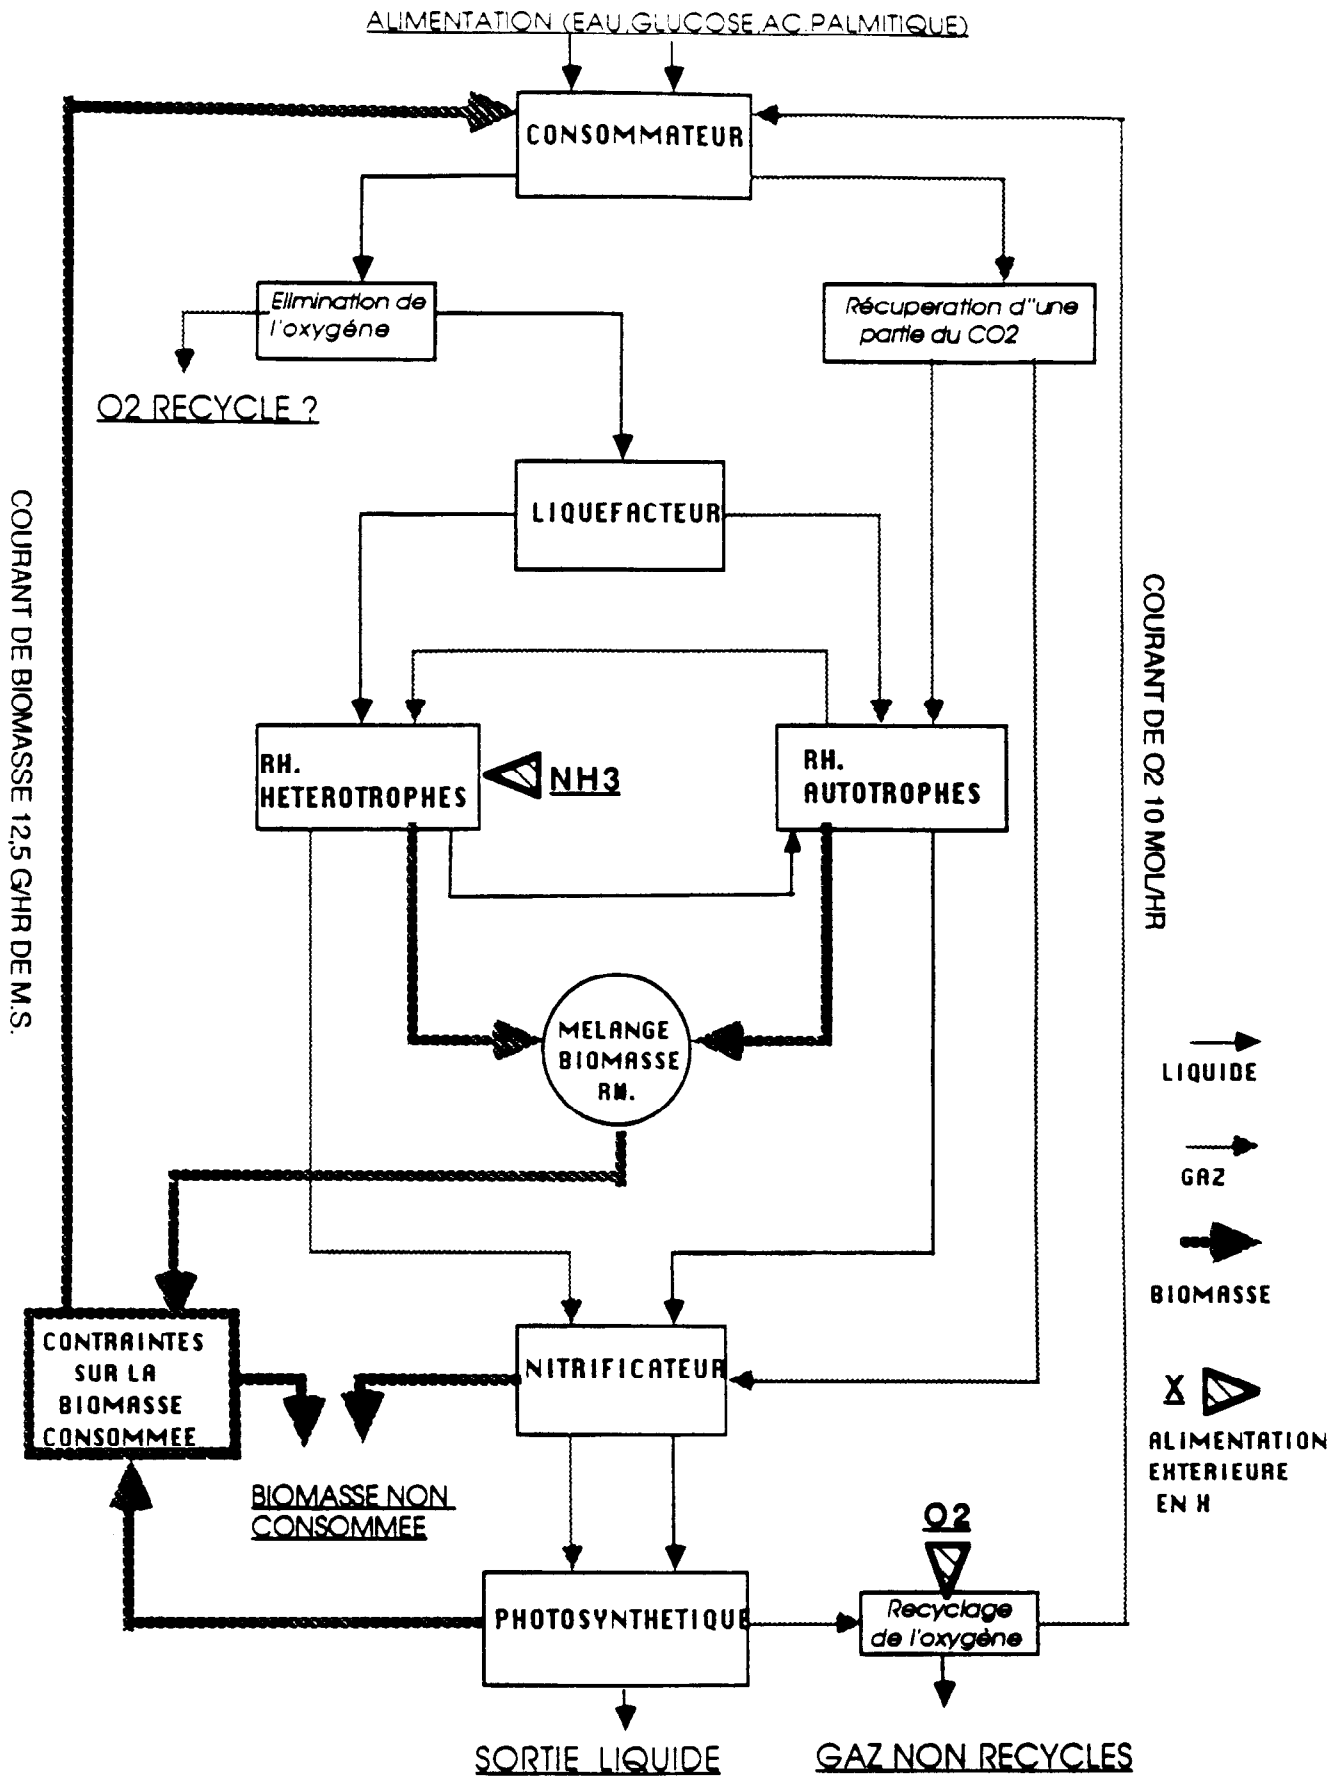 ALIMENTATION (EAU,GLUCOSE,AC.PALMITIQUE)
CONSOMMATEUR
Elimination de
l'oxygéne
Récuperation d"une
partie du CO2
O2 RECYCLE ?
LIQUEFACTEUR
COURANT DE BIOMASSE 12,5 G/HR DE M.S.
COURANT DE O2 10 MOL/HR
RH.
HETEROTROPHES
NH3
RH.
AUTOTROPHES
MELANGE
BIOMASSE
RH.
LIQUIDE
GAZ
BIOMASSE
X
ALIMENTATION
EXTERIEURE
EN X
CONTRAINTES
SUR LA
BIOMASSE
CONSOMMEE
NITRIFICATEUR
BIOMASSE NON
CONSOMMEE
O2
PHOTOSYNTHETIQUE
Recyclage
de l'oxygène
SORTIE LIQUIDE
GAZ NON RECYCLES